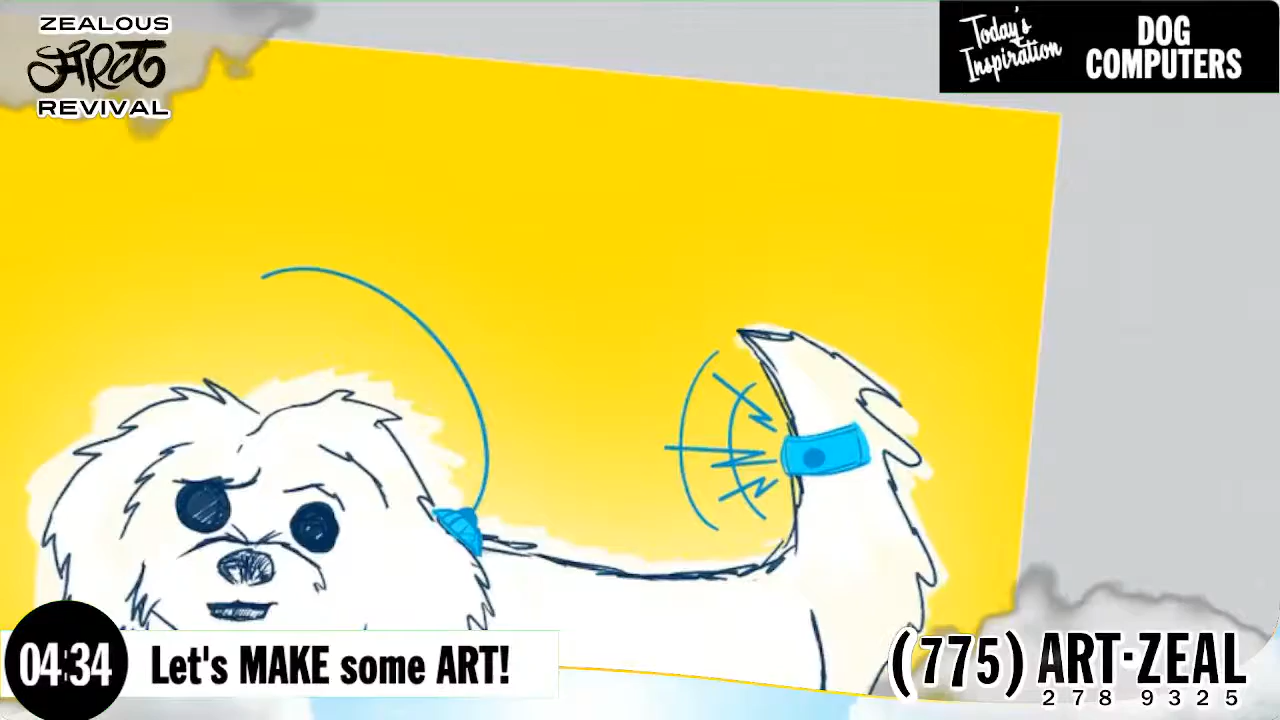 ZEALOUS
ART
REVIVAL
Today's
Inspiration
DOG
COMPUTERS
04:34
Let's MAKE some ART!
(775) ART-ZEAL
278 9325